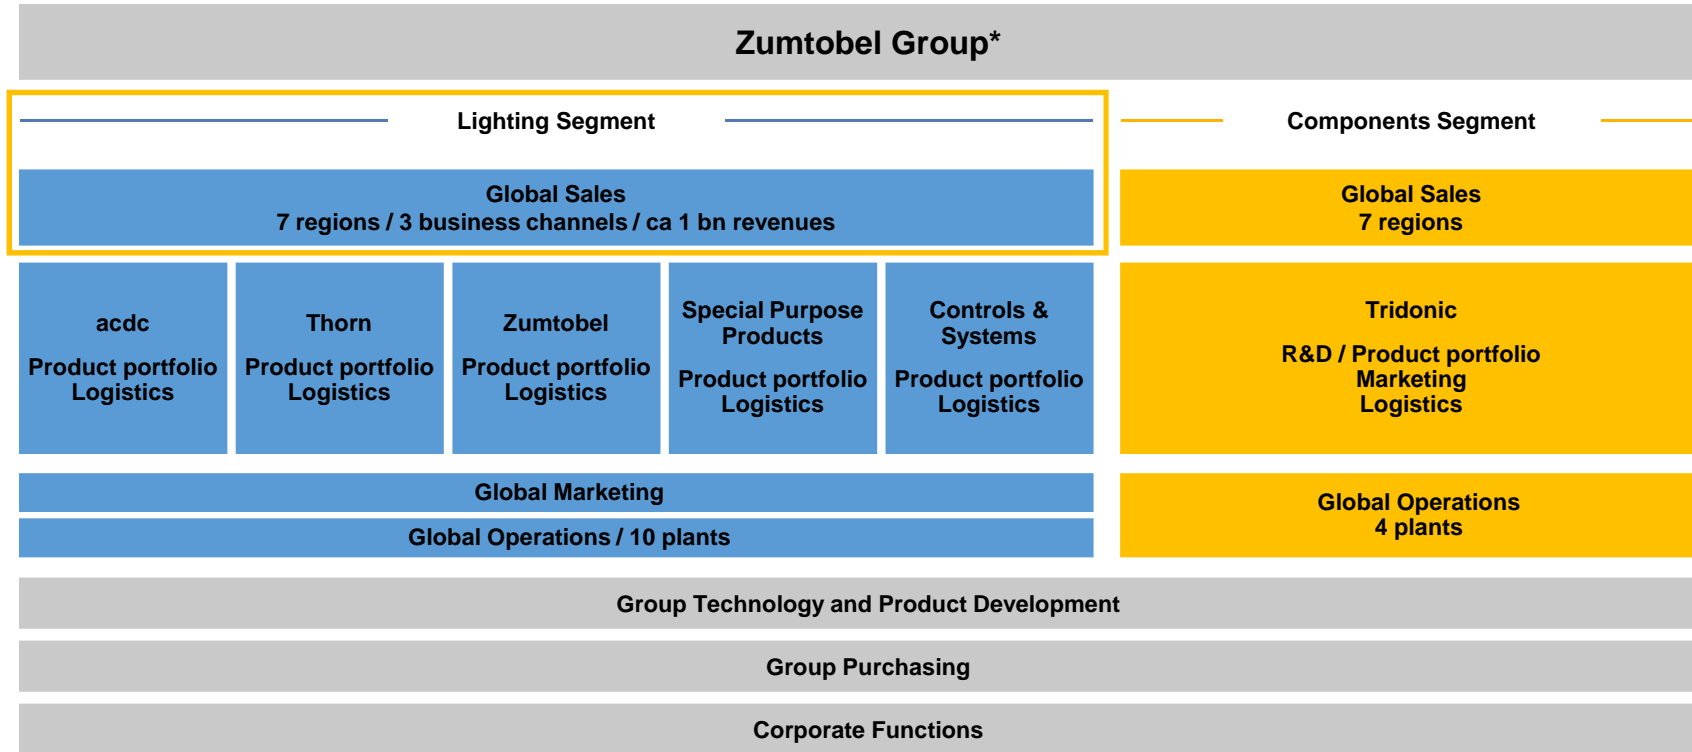 Zumtobel Group*
Lighting Segment
Components Segment
Global Sales
7 regions / 3 business channels / ca 1 bn revenues
Global Sales
7 regions
acdc
Product portfolio
Logistics
Thorn
Product portfolio
Logistics
Zumtobel
Product portfolio
Logistics
Special Purpose
Products
Product portfolio
Logistics
Controls &
Systems
Product portfolio
Logistics
Tridonic
R&D / Product portfolio
Marketing
Logistics
Global Marketing
Global Operations / 10 plants
Global Operations
4 plants
Group Technology and Product Development
Group Purchasing
Corporate Functions